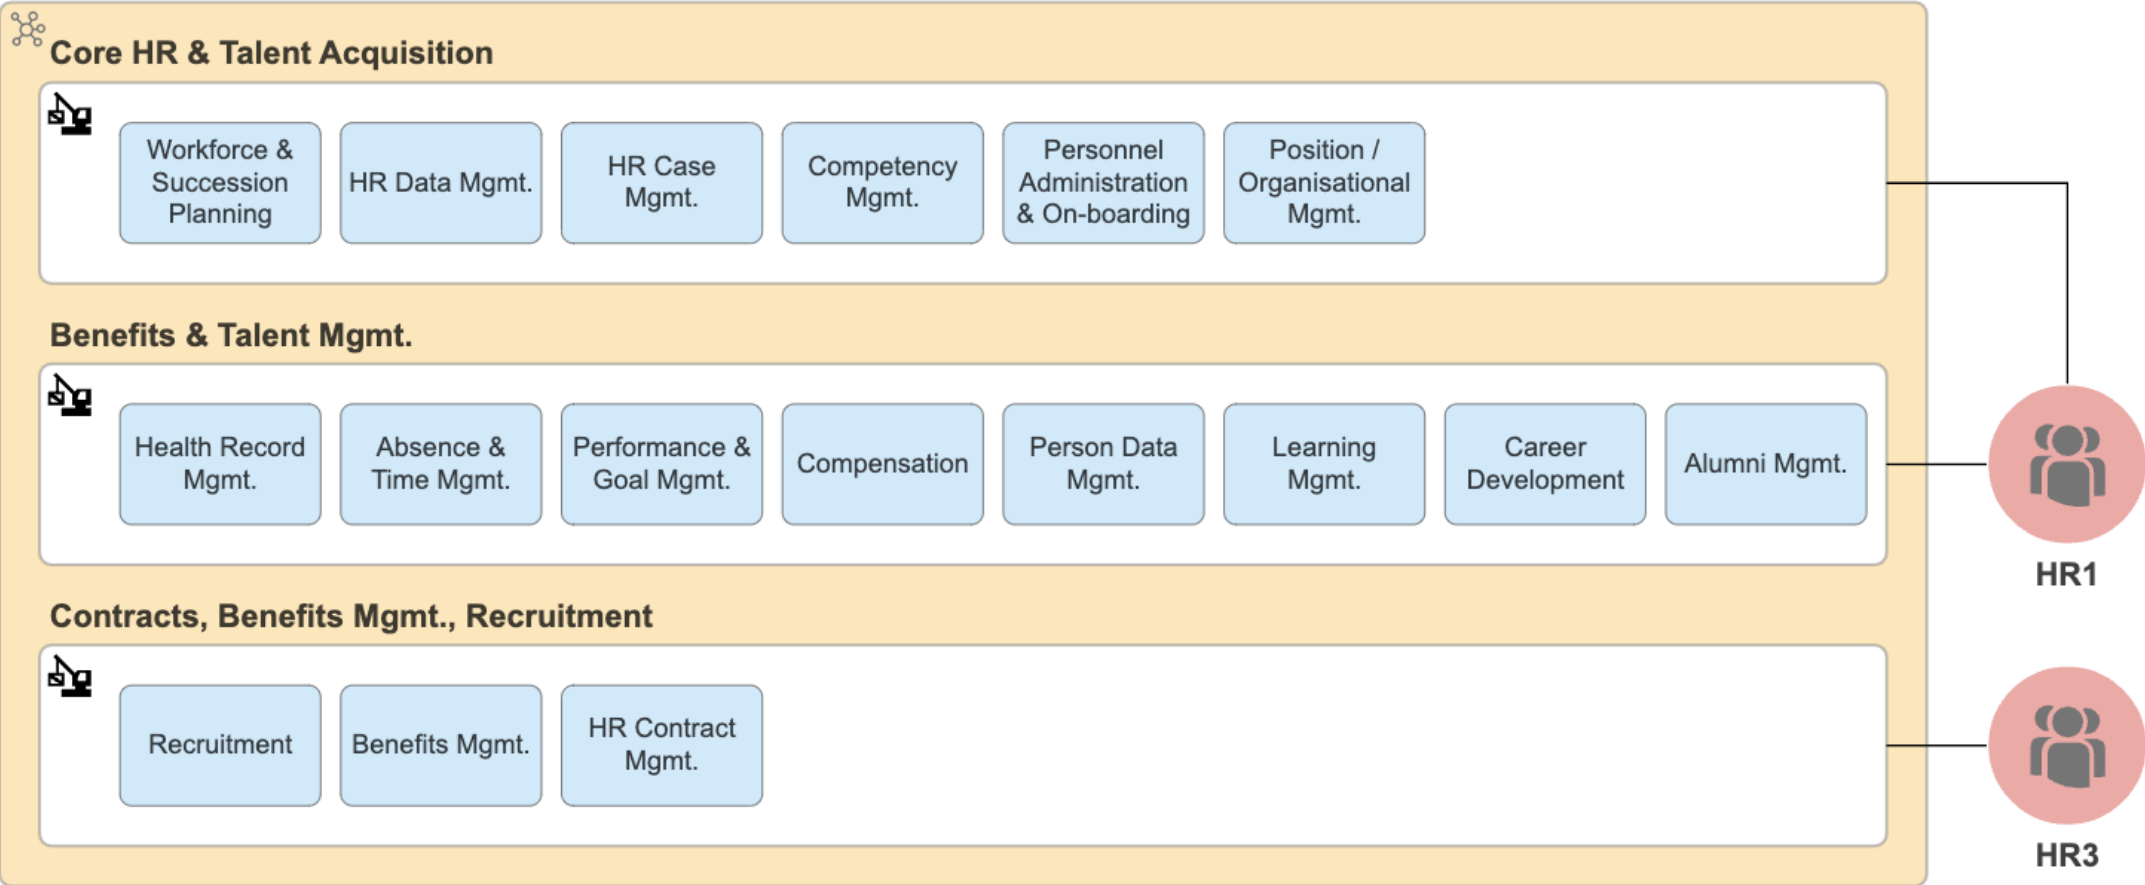 Core HR & Talent Acquisition
Workforce &
Succession
Planning
HR Data Mgmt.
HR Case
Mgmt.
Competency
Mgmt.
Personnel
Administration
& On-boarding
Position /
Organisational
Mgmt.
Benefits & Talent Mgmt.
Health Record
Mgmt.
Absence &
Time Mgmt.
Performance &
Goal Mgmt.
Compensation
Person Data
Mgmt.
Learning
Mgmt.
Career
Development
Alumni Mgmt.
HR1
Contracts, Benefits Mgmt., Recruitment
Recruitment
Benefits Mgmt.
HR Contract
Mgmt.
HR3